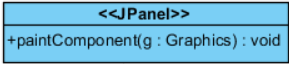 <<JPanel>>
+paintComponent(g : Graphics) : void